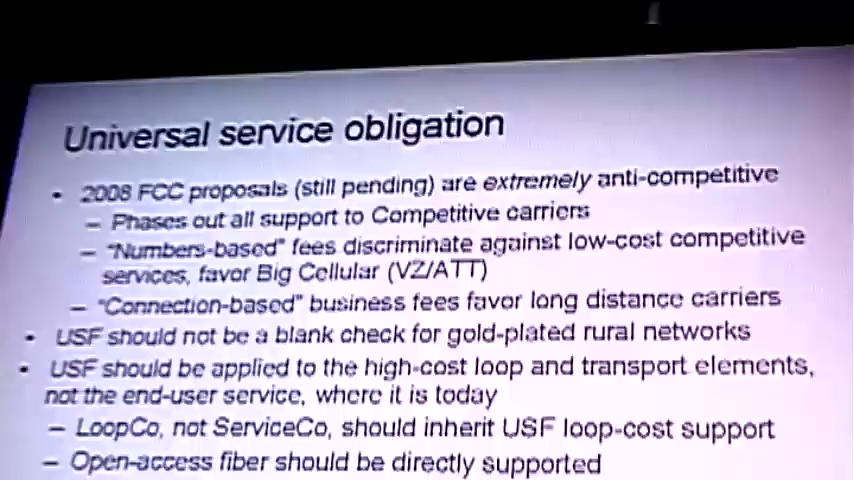 Universal service obligation
• 2008 FCC proposals (still pending) are extremely anti-competitive
– Phases out all support to Competitive carriers
– "Numbers-based" fees discriminate against low-cost competitive
services, favor Big Cellular (VZ/ATT)
– "Connection-based" business fees favor long distance carriers
• USF should not be a blank check for gold-plated rural networks
• USF should be applied to the high-cost loop and transport elements,
not the end-user service, where it is today
– LoopCo, not ServiceCo, should inherit USF loop-cost support
– Open-access fiber should be directly supported